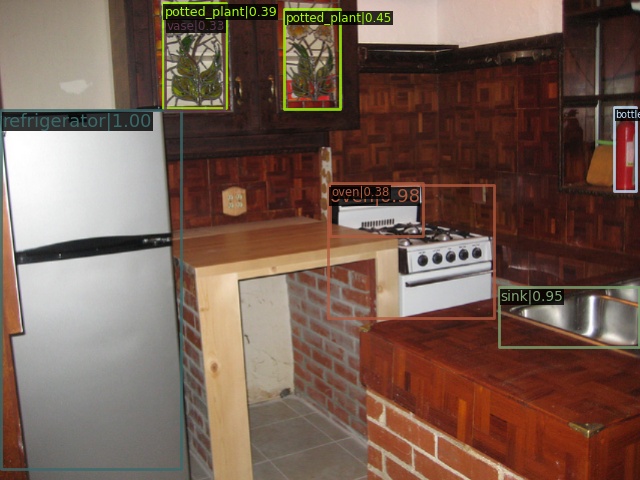 potted_plant|0.39
vase|0.33
potted_plant|0.45
refrigerator|1.00
bottle
oven|0.38
oven|0.98
sink|0.95